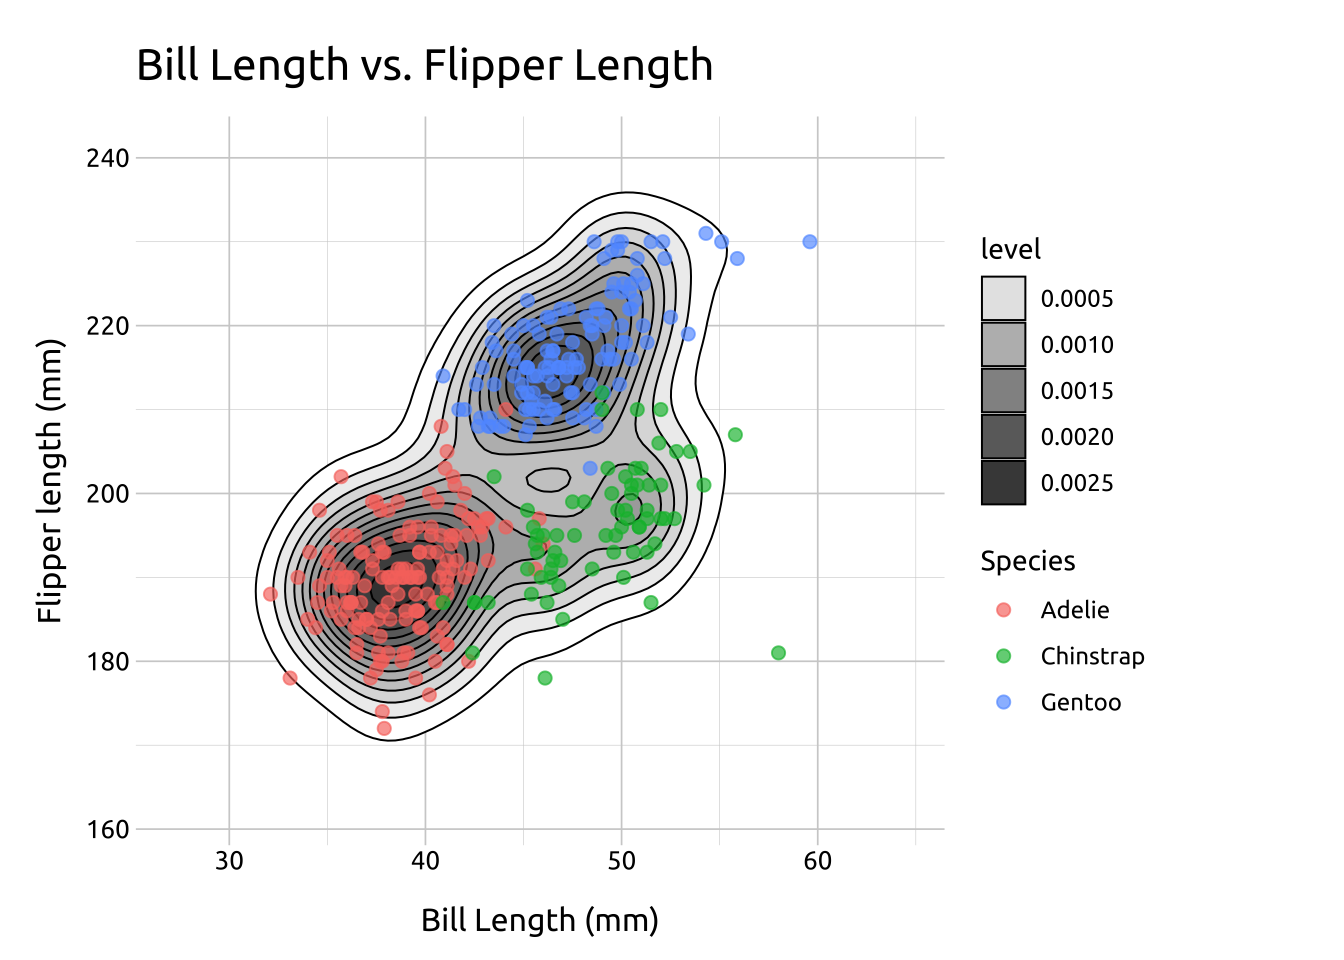 Bill Length vs. Flipper Length
240
220
200
180
160
30 40 50 60
Flipper length (mm)
Bill Length (mm)
level
0.0005
0.0010
0.0015
0.0020
0.0025
Species
Adelie
Chinstrap
Gentoo